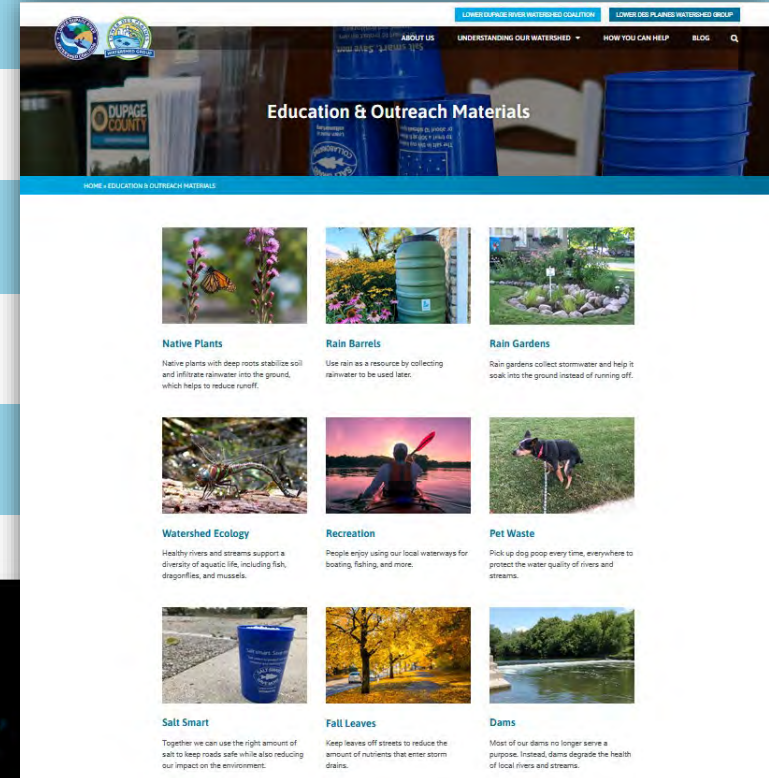 LOWER DUPAGE RIVER WATERSHED COALITION
LOWER DES PLAINES WATERSHED GROUP
ABOUT US
UNDERSTANDING OUR WATERSHED
HOW YOU CAN HELP
BLOG
WATERSHED GROUP
DUPAGE
COUNTY
Education & Outreach Materials
HOME » EDUCATION & OUTREACH MATERIALS
Native Plants
Native plants with deep roots stabilize soil
and infiltrate rainwater into the ground,
which helps to reduce runoff.
Rain Barrels
Use rain as a resource by collecting
rainwater to be used later.
Rain Gardens
Rain gardens collect stormwater and help it
soak into the ground instead of running off.
Watershed Ecology
Healthy rivers and streams support a
diversity of aquatic life, including fish,
dragonflies, and mussels.
Recreation
People enjoy using our local waterways for
boating, fishing, and more.
Pet Waste
Pick up dog poop every time, everywhere to
protect the water quality of rivers and
streams.
Salt Smart
Together we can use the right amount of
salt to keep roads safe while also reducing
our impact on the environment.
Fall Leaves
Keep leaves off streets to reduce the
amount of nutrients that enter storm
drains.
Dams
Most of our dams no longer serve a
purpose. Instead, dams degrade the health
of local rivers and streams.